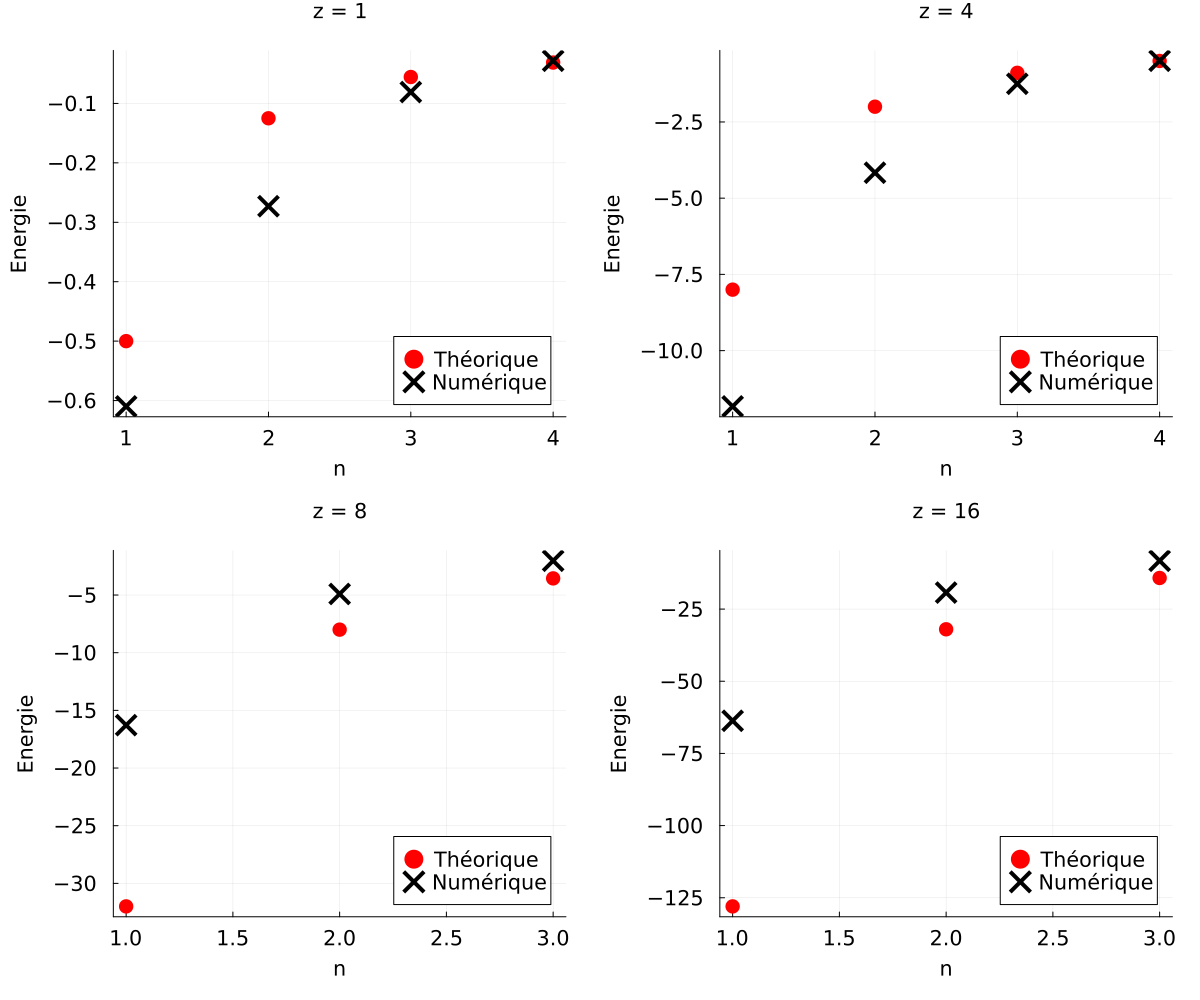 z = 1
−0.1
−0.2
−0.3
−0.4
−0.5
−0.6
Energie
1 2 3 4
n
Théorique
Numérique
z = 4
−2.5
−5.0
−7.5
−10.0
Energie
1 2 3 4
n
Théorique
Numérique
z = 8
−5
−10
−15
−20
−25
−30
Energie
1.0 1.5 2.0 2.5 3.0
n
Théorique
Numérique
z = 16
−25
−50
−75
−100
−125
Energie
1.0 1.5 2.0 2.5 3.0
n
Théorique
Numérique